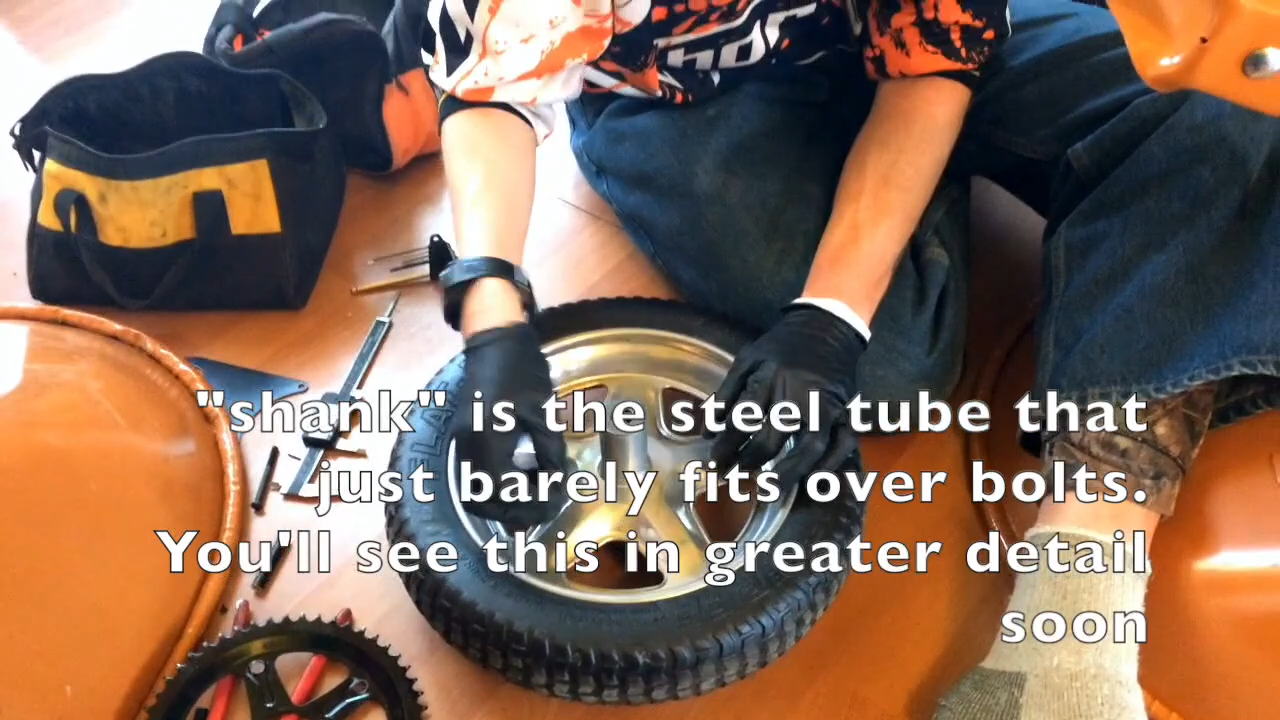 hor
"shank" is the steel tube that
just barely fits over bolts.
You'll see this in greater detail
soon